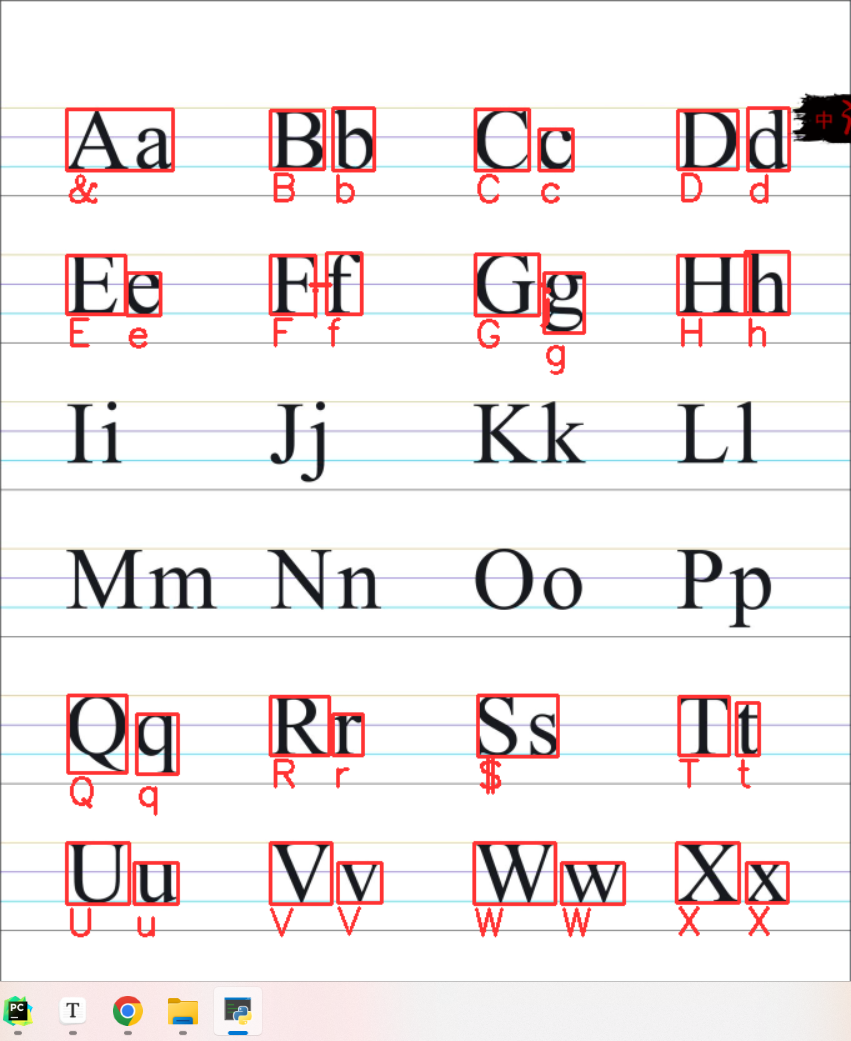 Aa Bb Cc Dd
中
& B b C c D d
Ee Ff Gg Hh
E e F f G g H h
Ii Jj Kk Ll
Mm Nn Oo Pp
Qq Rr Ss Tt
Q q R r $ T t
Uu Vv Ww Xx
U u V V W W X X
PC T